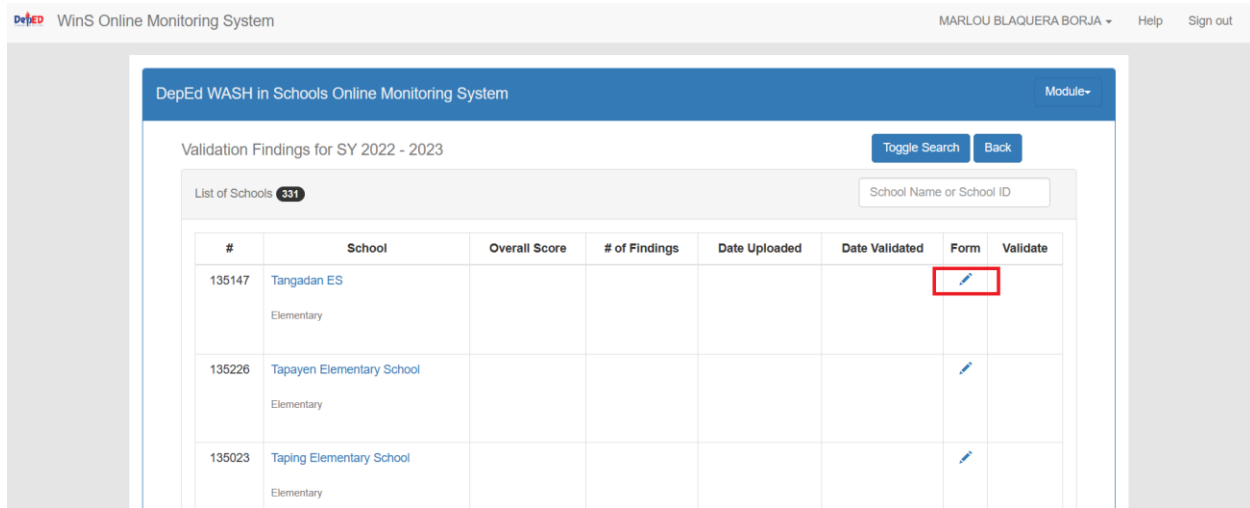 DepED WinS Online Monitoring System MARLOU BLAQUERA BORJA Help Sign out
DepEd WASH in Schools Online Monitoring System Module
Validation Findings for SY 2022 - 2023 Toggle Search Back
List of Schools 331 School Name or School ID
# School Overall Score # of Findings Date Uploaded Date Validated Form Validate
135147 Tangadan ES
Elementary
135226 Tapayen Elementary School
Elementary
135023 Taping Elementary School
Elementary